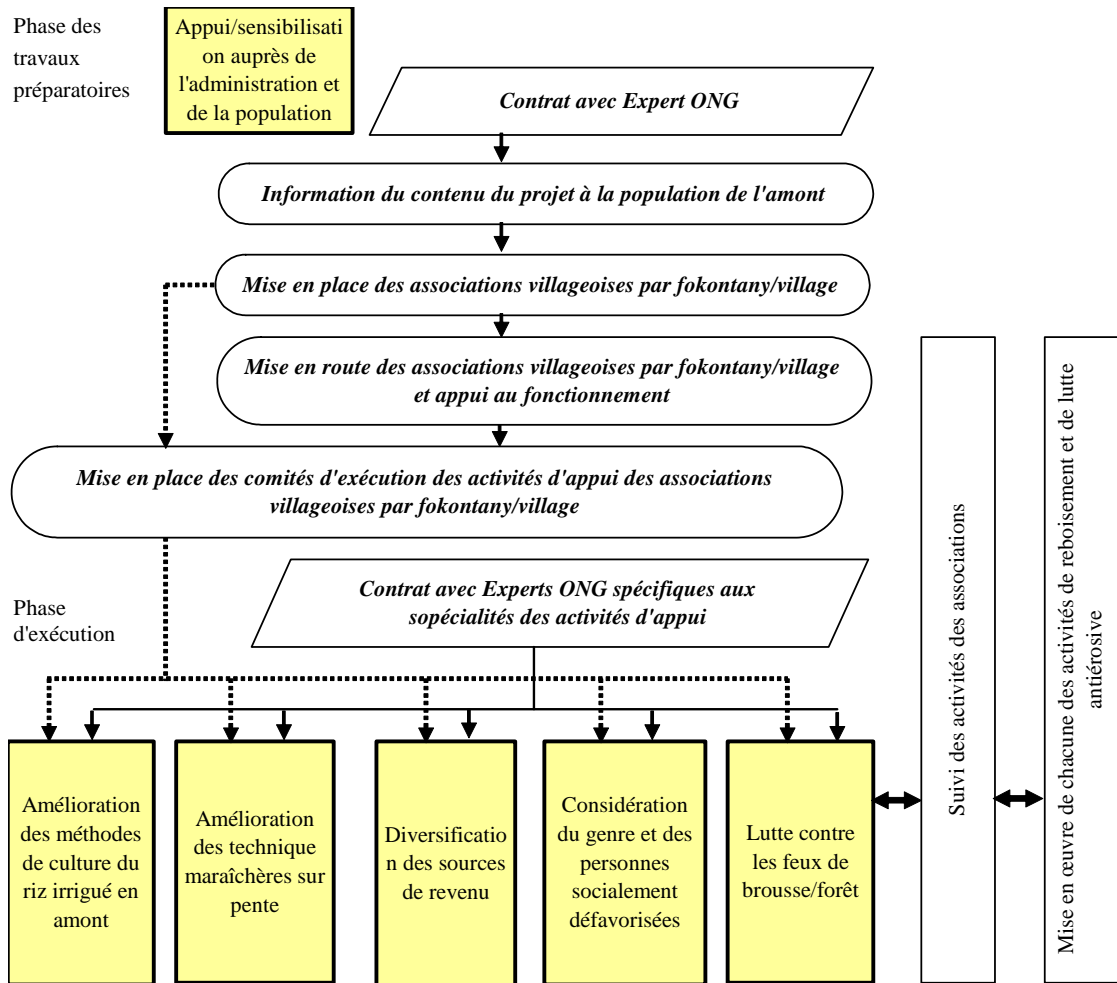 Phase des
travaux
préparatoires
Appui/sensibilisati
on auprès de
l'administration et
de la population
Contrat avec Expert ONG
Information du contenu du projet à la population de l'amont
Mise en place des associations villageoises par fokontany/village
Mise en route des associations villageoises par fokontany/village
et appui au fonctionnement
Mise en place des comités d'exécution des activités d'appui des associations
villageoises par fokontany/village
Phase
d'exécution
Contrat avec Experts ONG spécifiques aux
sopécialités des activités d'appui
Amélioration
des méthodes
de culture du
riz irrigué en
amont
Amélioration
des technique
maraîchères sur
pente
Diversificatio
n des sources
de revenu
Considération
du genre et des
personnes
socialement
défavorisées
Lutte contre
les feux de
brousse/forêt
Suivi des activités des associations
Mise en œuvre de chacune des activités de reboisement et de lutte
antiérosive